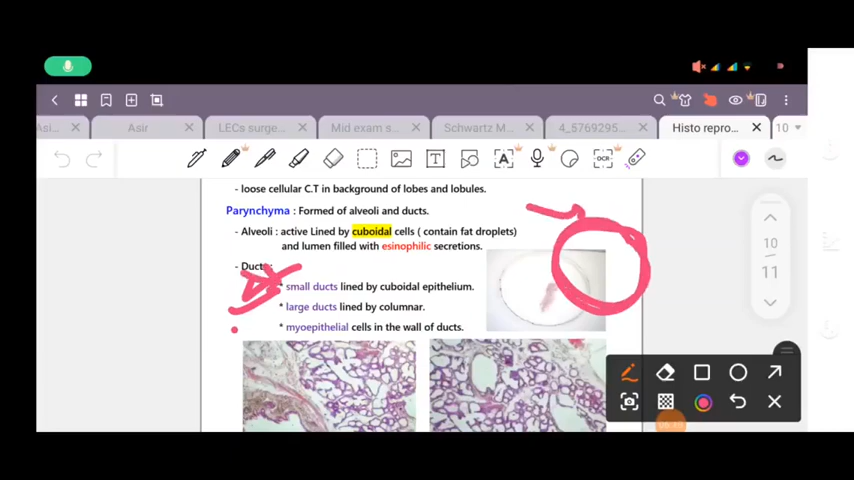 Asi...
Asir
LECs surge...
Mid exam s...
Schwartz M...
4_5769295...
Histo repro...
10
OCR
- loose cellular C.T in background of lobes and lobules.
Parynchyma : Formed of alveoli and ducts.
- Alveoli : active Lined by cuboidal cells ( contain fat droplets)
and lumen filled with esinophilic secretions.
- Ducts :
* small ducts lined by cuboidal epithelium.
* large ducts lined by columnar.
* myoepithelial cells in the wall of ducts.
10
11